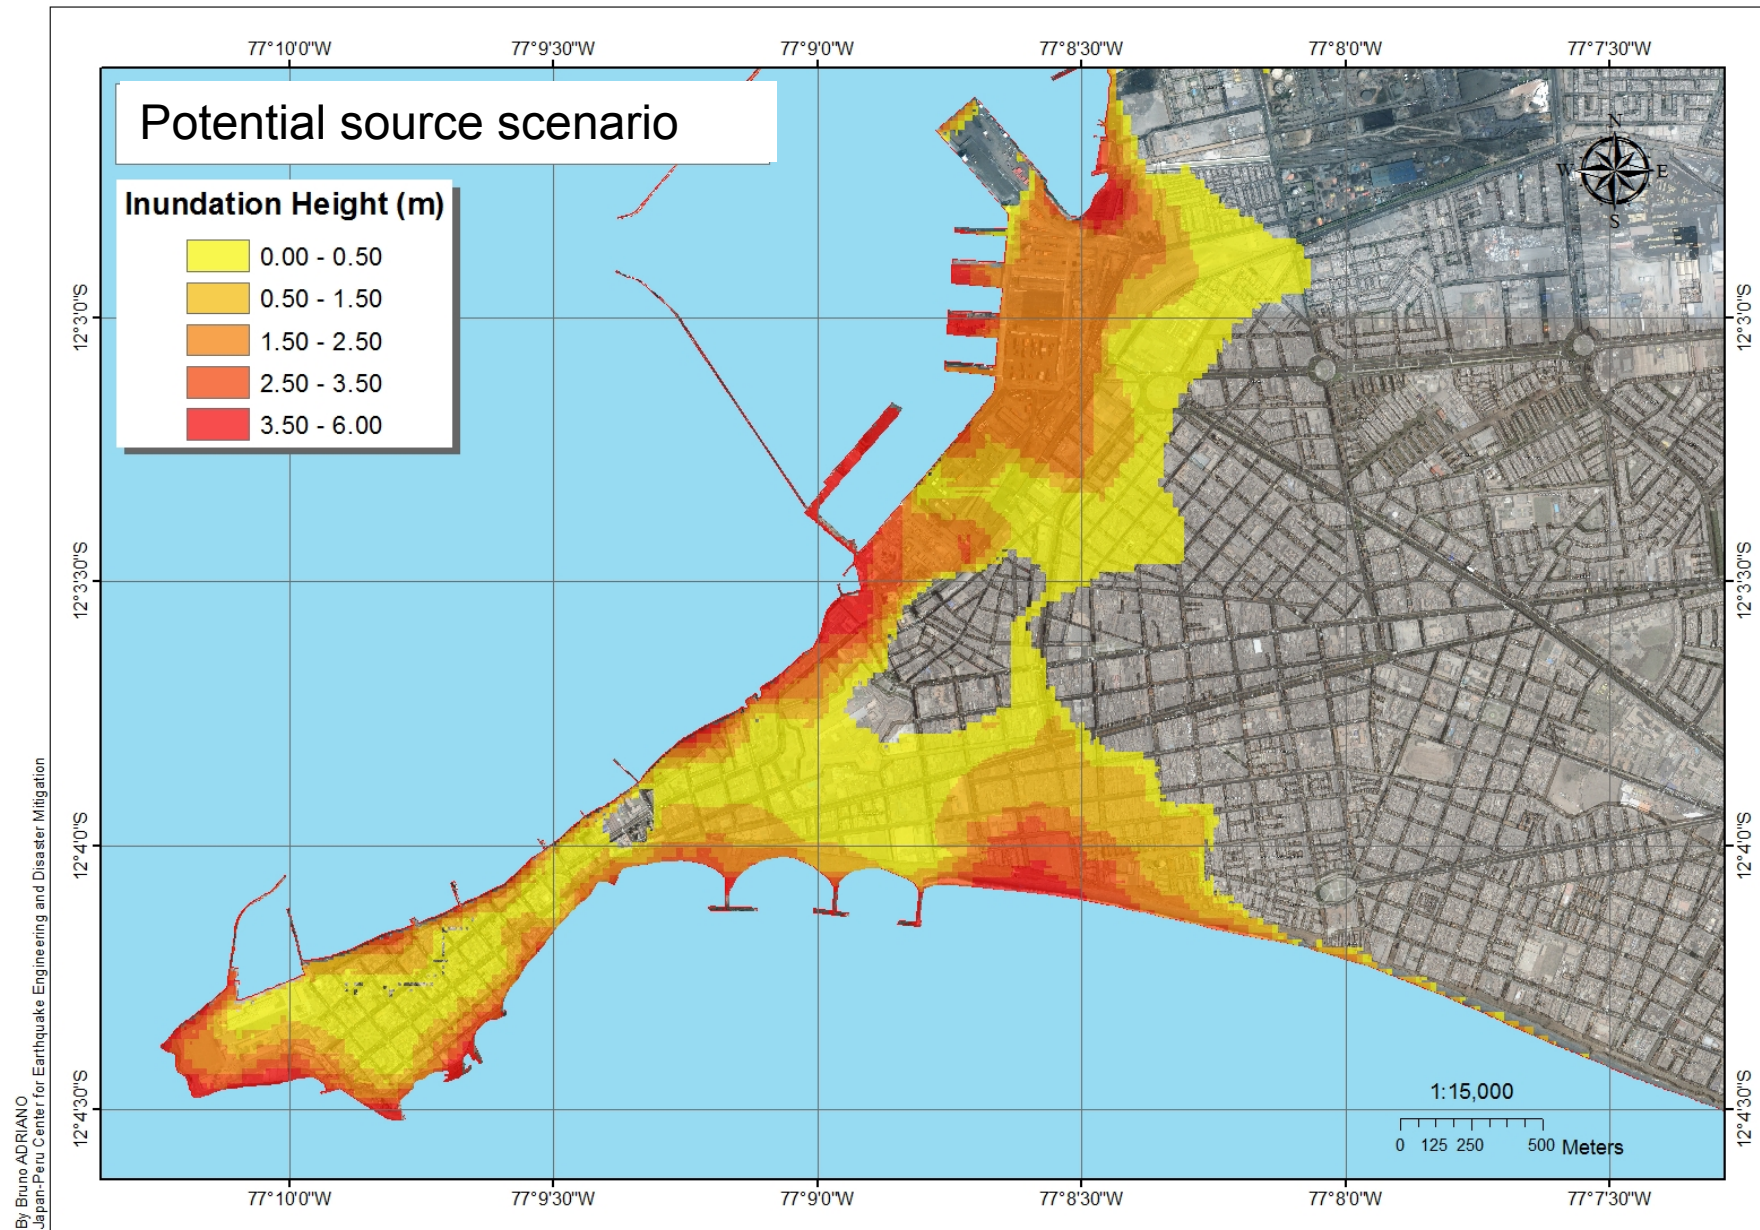 77°10'0"W 77°9'30"W 77°9'0"W 77°8'30"W 77°8'0"W 77°7'30"W
Potential source scenario
Inundation Height (m)
0.00 - 0.50
0.50 - 1.50
1.50 - 2.50
2.50 - 3.50
3.50 - 6.00
N
W E
S
12°3'0"S 12°3'0"S
12°3'30"S 12°3'30"S
12°4'0"S 12°4'0"S
12°4'30"S 12°4'30"S
1:15,000
0 125 250 500 Meters
77°10'0"W 77°9'30"W 77°9'0"W 77°8'30"W 77°8'0"W 77°7'30"W
By Bruno ADRIANO
Japan-Peru Center for Earthquake Engineering and Disaster Mitigation